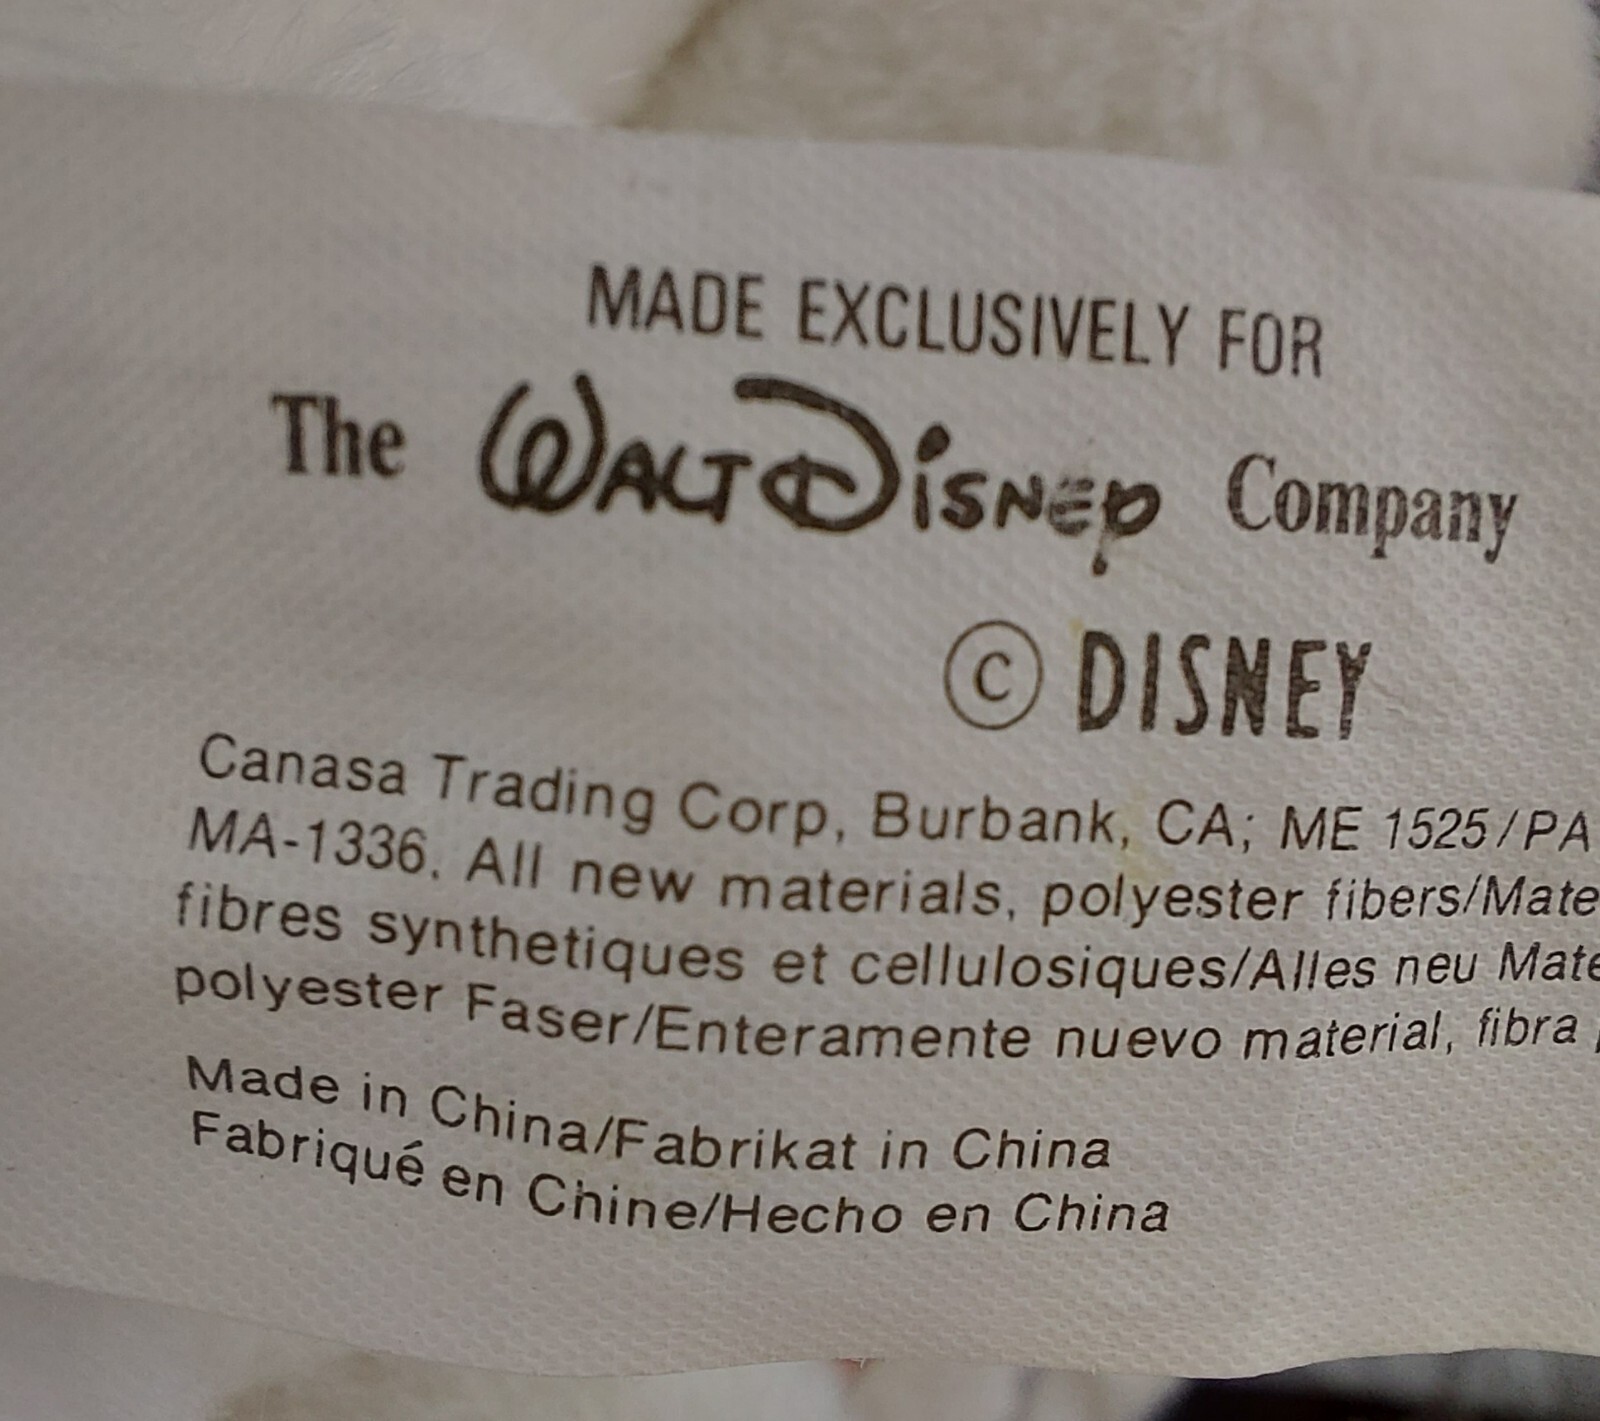 MADE EXCLUSIVELY FOR
The WALT DISNEY Company
© DISNEY
Canasa Trading Corp, Burbank, CA; ME 1525/PA
MA-1336. All new materials, polyester fibers/Mate
fibres synthetiques et cellulosiques/Alles neu Mate
polyester Faser/Enteramente nuevo material, fibra
Made in China/Fabrikat in China
Fabriqué en Chine/Hecho en China